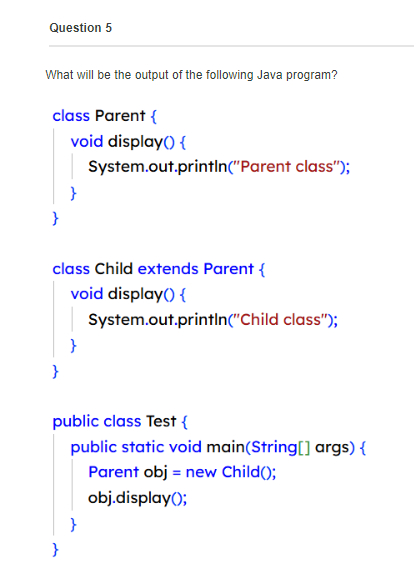 Question 5
What will be the output of the following Java program?
class Parent {
void display() {
System.out.println("Parent class");
}
}
class Child extends Parent {
void display() {
System.out.println("Child class");
}
}
public class Test {
public static void main(String[] args) {
Parent obj = new Child();
obj.display();
}
}